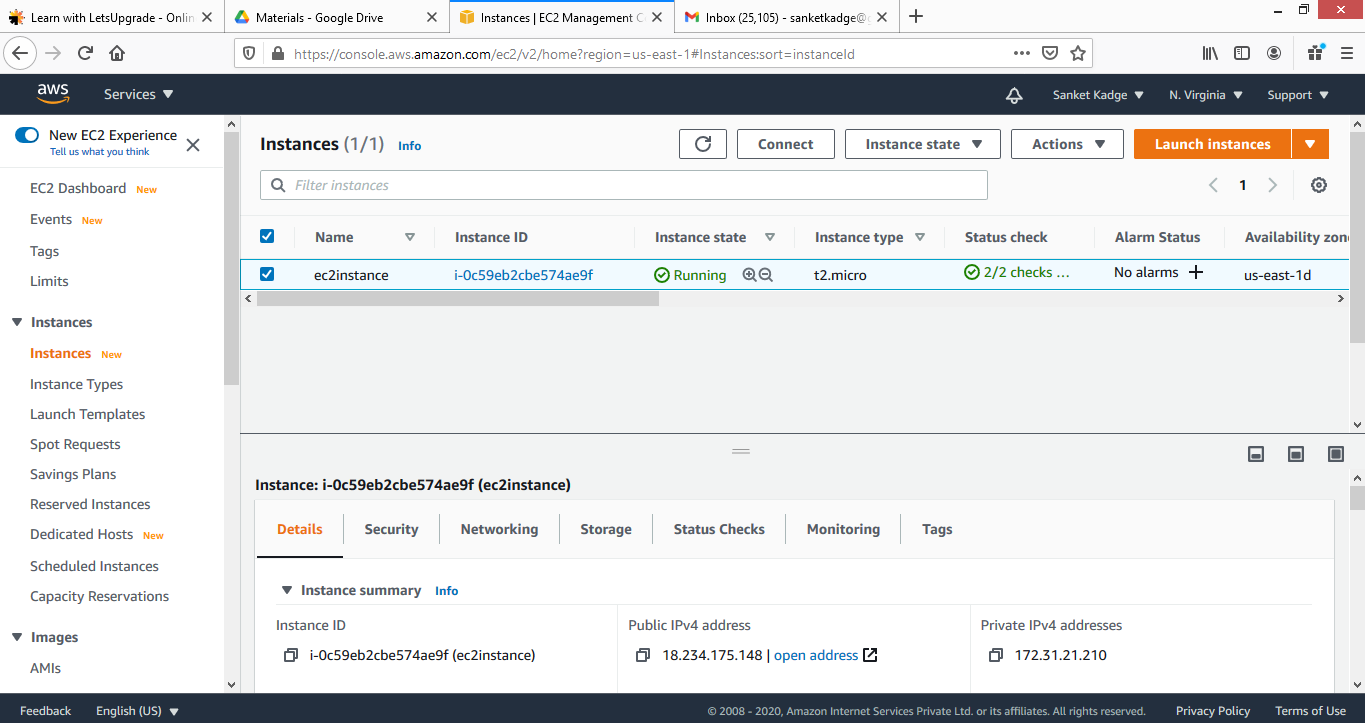 Learn with LetsUpgrade - Onlin
Materials - Google Drive
Instances | EC2 Management C
Inbox (25,105) - sanketkadge@g
https://console.aws.amazon.com/ec2/v2/home?region=us-east-1#Instances:sort=instanceId
aws
Services
Sanket Kadge
N. Virginia
Support
New EC2 Experience
Tell us what you think
EC2 Dashboard New
Events New
Tags
Limits
Instances
Instances New
Instance Types
Launch Templates
Spot Requests
Savings Plans
Reserved Instances
Dedicated Hosts New
Scheduled Instances
Capacity Reservations
Images
AMIs
Instances (1/1) Info
Connect
Instance state
Actions
Launch instances
Filter instances
1
Name Instance ID Instance state Instance type Status check Alarm Status Availability zone
ec2instance i-0c59eb2cbe574ae9f Running t2.micro 2/2 checks ... No alarms + us-east-1d
Instance: i-0c59eb2cbe574ae9f (ec2instance)
Details Security Networking Storage Status Checks Monitoring Tags
Instance summary Info
Instance ID Public IPv4 address Private IPv4 addresses
i-0c59eb2cbe574ae9f (ec2instance) 18.234.175.148 | open address 172.31.21.210
Feedback English (US) © 2008 - 2020, Amazon Internet Services Private Ltd. or its affiliates. All rights reserved. Privacy Policy Terms of Use